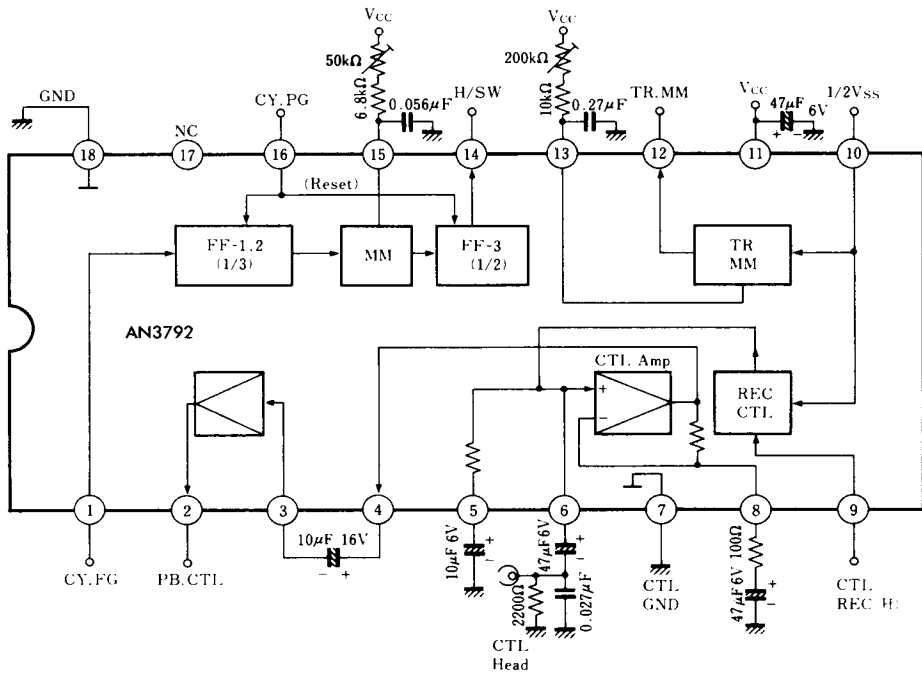 Vcc
Vcc
50kΩ
200kΩ
GND
CY.PG
6.8kΩ
0.056μF
H/SW
10kΩ
0.27μF
TR.MM
Vcc
47μF
6V
1/2Vss
NC
+
−
18
17
16
15
14
13
12
11
10
(Reset)
FF-1,2
(1/3)
MM
FF-3
(1/2)
TR
MM
AN3792
CTL Amp
+
−
REC
CTL
1
2
3
4
5
6
7
8
9
10μF 16V
− +
10μF 6V
+
−
47μF 6V
+
−
100Ω
47μF 6V
+
−
CY.FG
PB.CTL
2200Ω
0.027μF
CTL
GND
CTL
REC H
CTL
Head